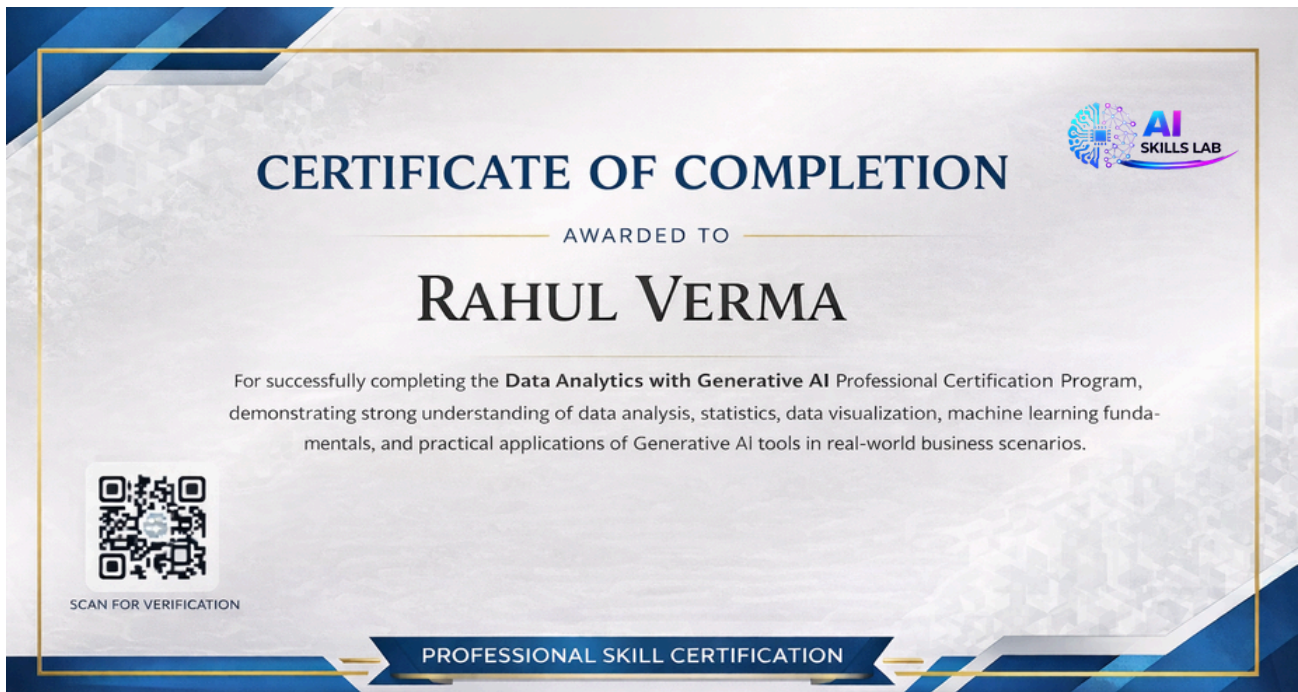 AI
SKILLS LAB
CERTIFICATE OF COMPLETION
AWARDED TO
RAHUL VERMA
For successfully completing the Data Analytics with Generative AI Professional Certification Program,
demonstrating strong understanding of data analysis, statistics, data visualization, machine learning funda-
mentals, and practical applications of Generative AI tools in real-world business scenarios.
SCAN FOR VERIFICATION
PROFESSIONAL SKILL CERTIFICATION